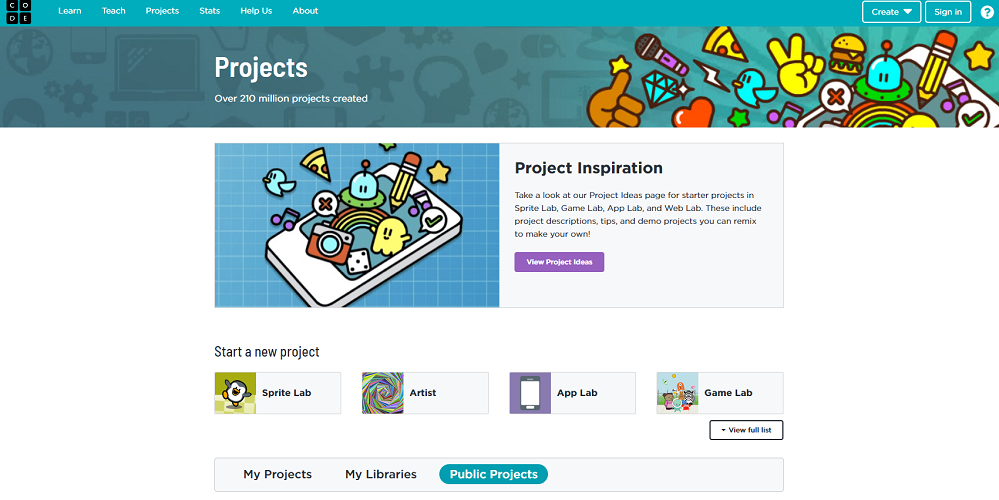 C O
D E
Learn Teach Projects Stats Help Us About
Create Sign in ?
Projects
Over 210 million projects created
Project Inspiration
Take a look at our Project Ideas page for starter projects in
Sprite Lab, Game Lab, App Lab, and Web Lab. These include
project descriptions, tips, and demo projects you can remix
to make your own!
View Project Ideas
Start a new project
Sprite Lab Artist App Lab Game Lab
View full list
My Projects My Libraries Public Projects